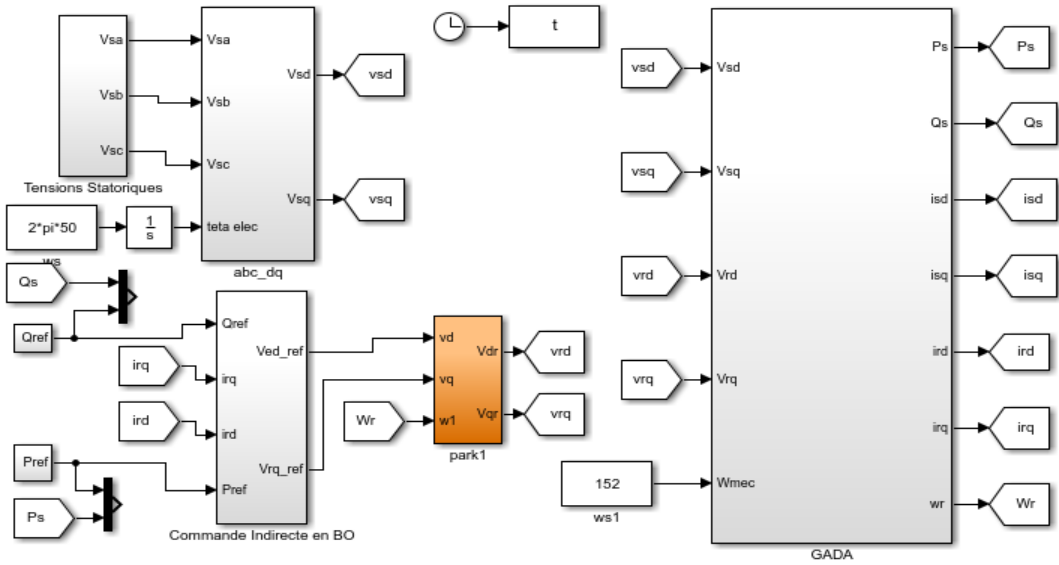 Vsa
Vsb
Vsc
Tensions Statoriques
Vsa
Vsb
Vsc
teta elec
Vsd
Vsq
abc_dq
vsd
vsq
2*pi*50
ws
1
s
t
Qs
Qref
irq
ird
Pref
Ps
Qref
irq
ird
Pref
Ved_ref
Vrq_ref
Commande Indirecte en BO
Wr
vd
vq
w1
Vdr
Vqr
park1
vrd
vrq
vsd
vsq
vrd
vrq
152
ws1
Vsd
Vsq
Vrd
Vrq
Wmec
Ps
Qs
isd
isq
ird
irq
wr
GADA
Ps
Qs
isd
isq
ird
irq
Wr